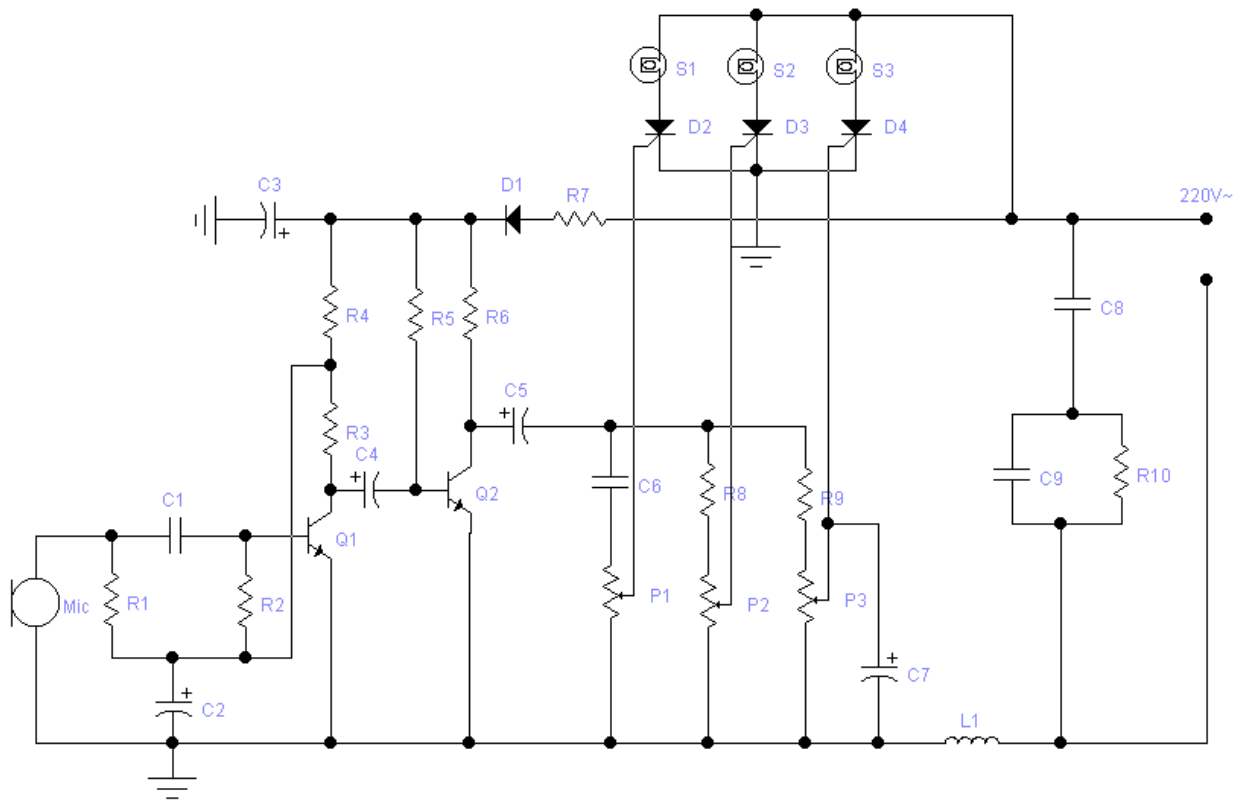 S1
S2
S3
D2
D3
D4
C3
D1
R7
220V~
+
R4
R5
R6
C8
C5
+
R3
C4
+
C6
R8
R9
C9
R10
Q2
C1
Q1
Mic
R1
R2
P1
P2
P3
+
C7
+
C2
L1